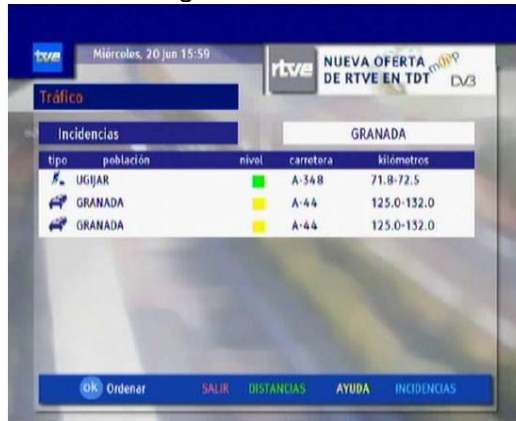 tve
Miércoles, 20 Jun 15:59
rtve
NUEVA OFERTA
DE RTVE EN TDT
mhp
DVB
Tráfico
Incidencias
GRANADA
tipo población nivel carretera kilómetros
UGIJAR A-348 71.8-72.5
GRANADA A-44 125.0-132.0
GRANADA A-44 125.0-132.0
ok Ordenar SALIR DISTANCIAS AYUDA INCIDENCIAS